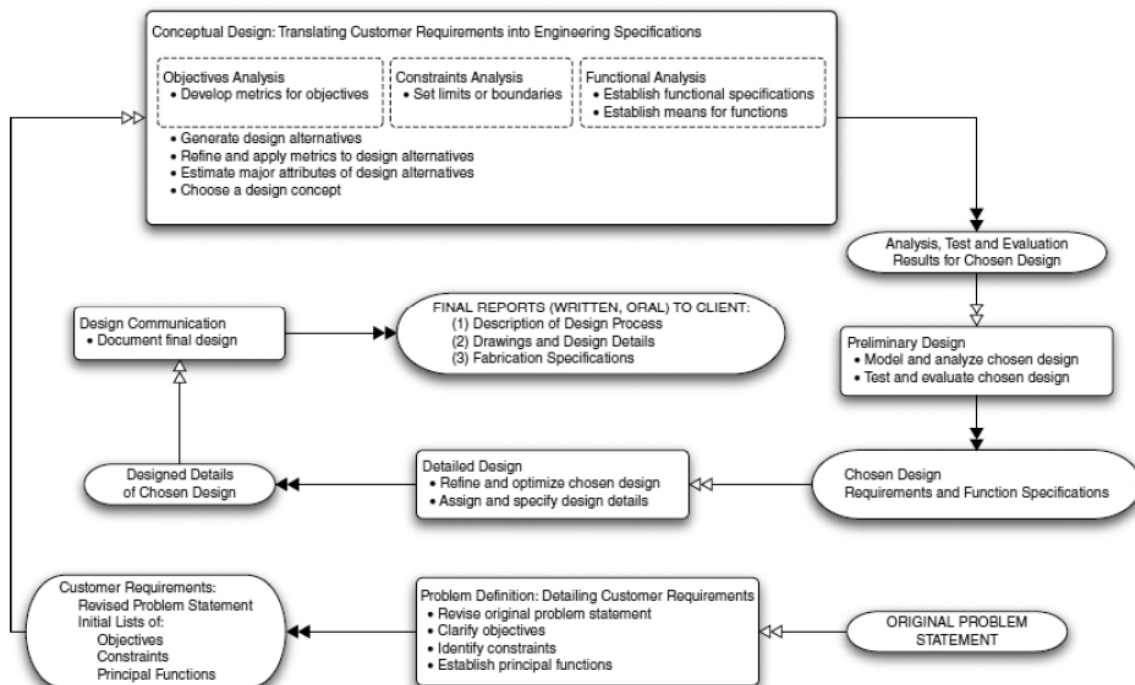 Conceptual Design: Translating Customer Requirements into Engineering Specifications
Objectives Analysis
• Develop metrics for objectives
Constraints Analysis
• Set limits or boundaries
Functional Analysis
• Establish functional specifications
• Establish means for functions
• Generate design alternatives
• Refine and apply metrics to design alternatives
• Estimate major attributes of design alternatives
• Choose a design concept
Analysis, Test and Evaluation
Results for Chosen Design
Design Communication
• Document final design
FINAL REPORTS (WRITTEN, ORAL) TO CLIENT:
(1) Description of Design Process
(2) Drawings and Design Details
(3) Fabrication Specifications
Preliminary Design
• Model and analyze chosen design
• Test and evaluate chosen design
Designed Details
of Chosen Design
Detailed Design
• Refine and optimize chosen design
• Assign and specify design details
Chosen Design
Requirements and Function Specifications
Customer Requirements:
Revised Problem Statement
Initial Lists of:
Objectives
Constraints
Principal Functions
Problem Definition: Detailing Customer Requirements
• Revise original problem statement
• Clarify objectives
• Identify constraints
• Establish principal functions
ORIGINAL PROBLEM
STATEMENT